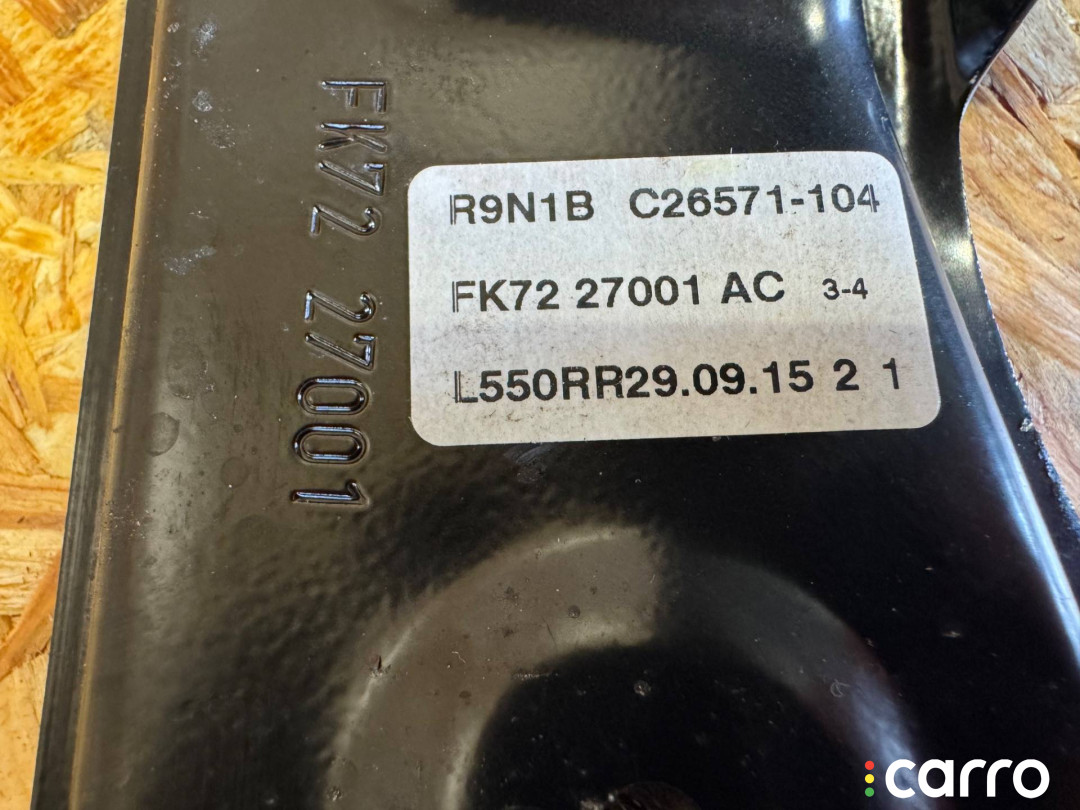 FK72 27001
R9N1B C26571-104
FK72 27001 AC 3-4
L550RR29.09.15 2 1
carro